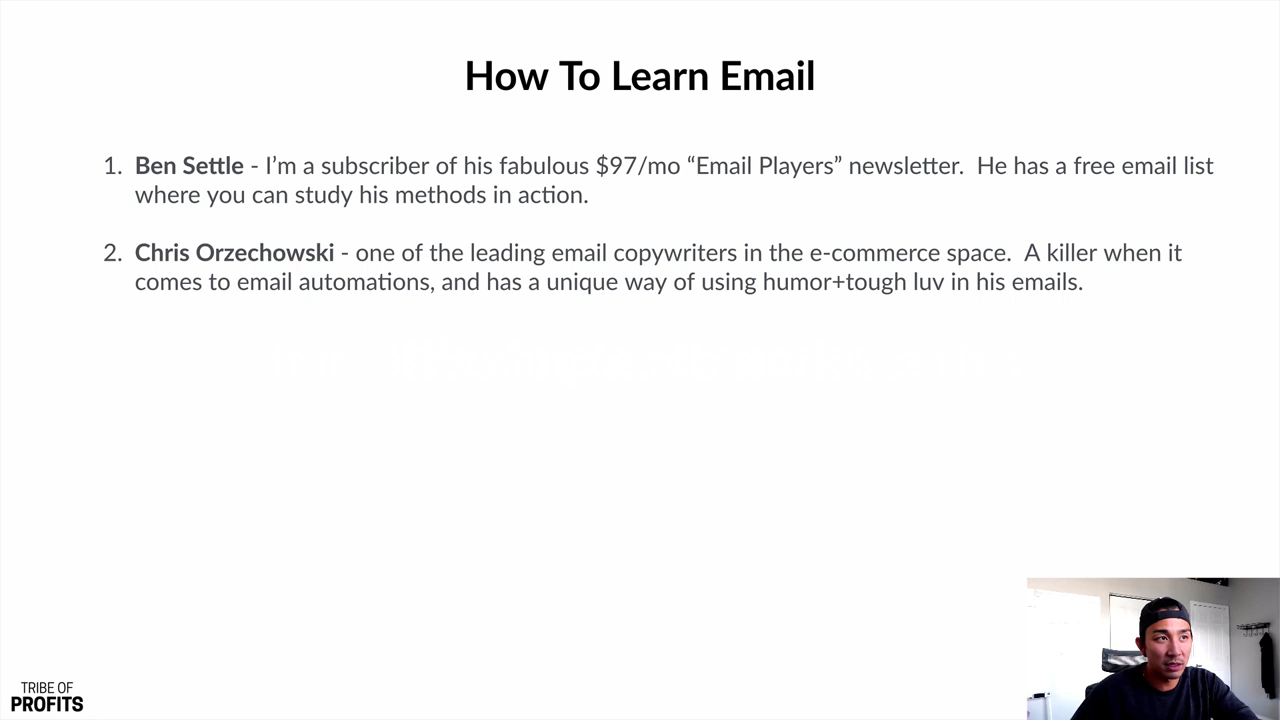 How To Learn Email
1. Ben Settle - I’m a subscriber of his fabulous $97/mo “Email Players” newsletter.  He has a free email list
where you can study his methods in action.
2. Chris Orzechowski - one of the leading email copywriters in the e-commerce space.  A killer when it
comes to email automations, and has a unique way of using humor+tough luv in his emails.
TRIBE OF
PROFITS